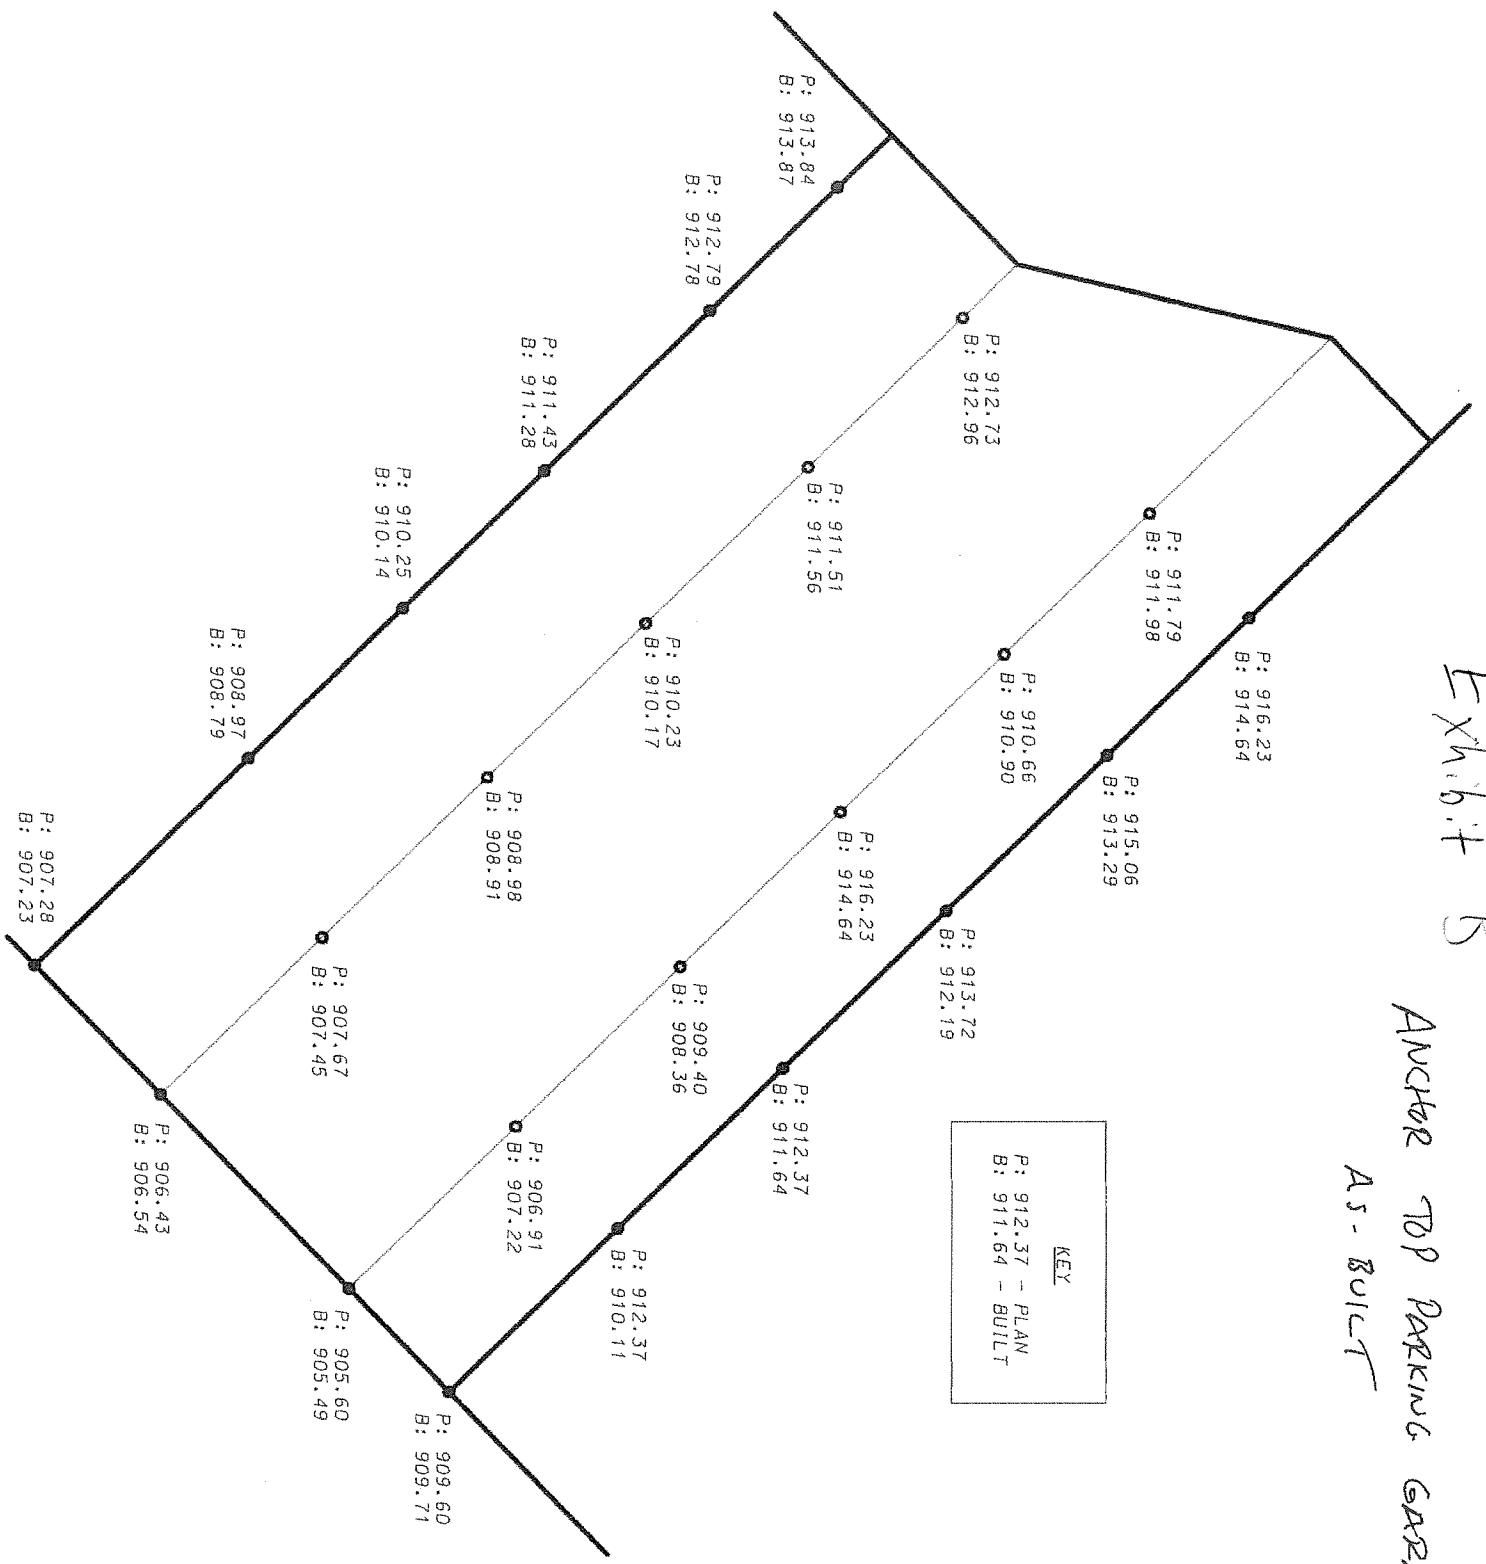 Exhibit B
ANCHOR TOP PARKING GAR
AS-BUILT
KEY
P: 912.37 - PLAN
B: 911.64 - BUILT
P: 913.84
B: 913.87
P: 912.79
B: 912.78
P: 911.43
B: 911.28
P: 910.25
B: 910.14
P: 908.97
B: 908.79
P: 907.28
B: 907.23
P: 912.73
B: 912.96
P: 911.51
B: 911.56
P: 910.23
B: 910.17
P: 908.98
B: 908.91
P: 907.67
B: 907.45
P: 906.43
B: 906.54
P: 911.79
B: 911.98
P: 910.66
B: 910.90
P: 916.23
B: 914.64
P: 909.40
B: 908.36
P: 906.91
B: 907.22
P: 905.60
B: 905.49
P: 916.23
B: 914.64
P: 915.06
B: 913.29
P: 913.72
B: 912.19
P: 912.37
B: 911.64
P: 912.37
B: 910.11
P: 909.60
B: 909.71